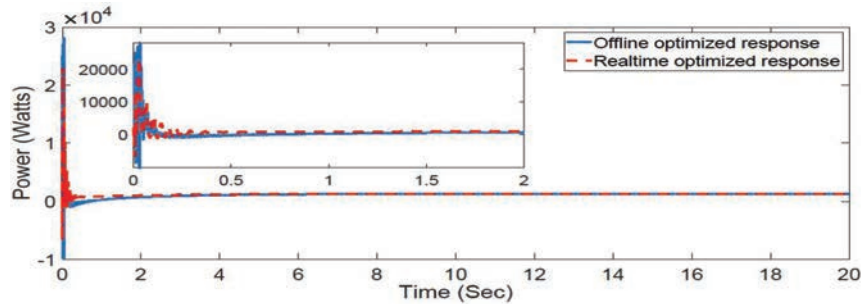 ×10⁴
3
2
1
0
-1
Power (Watts)
20000
10000
0
0 0.5 1 1.5 2
Offline optimized response
Realtime optimized response
0 2 4 6 8 10 12 14 16 18 20
Time (Sec)